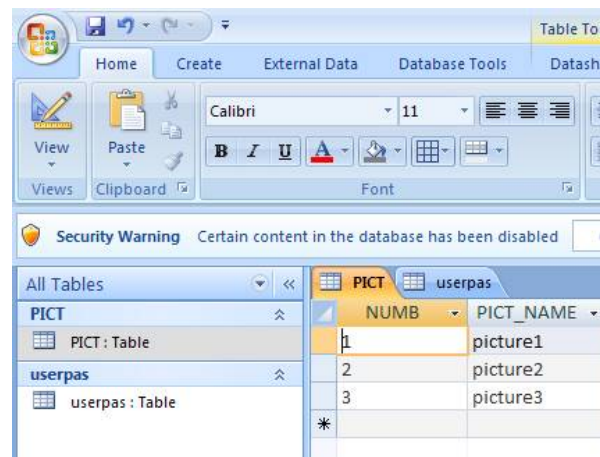 Table To
Home Create External Data Database Tools Datash
View Paste Calibri 11
B I U A
Views Clipboard Font
Security Warning Certain content in the database has been disabled
All Tables « PICT userpas
PICT NUMB PICT_NAME
PICT : Table 1 picture1
userpas 2 picture2
userpas : Table 3 picture3